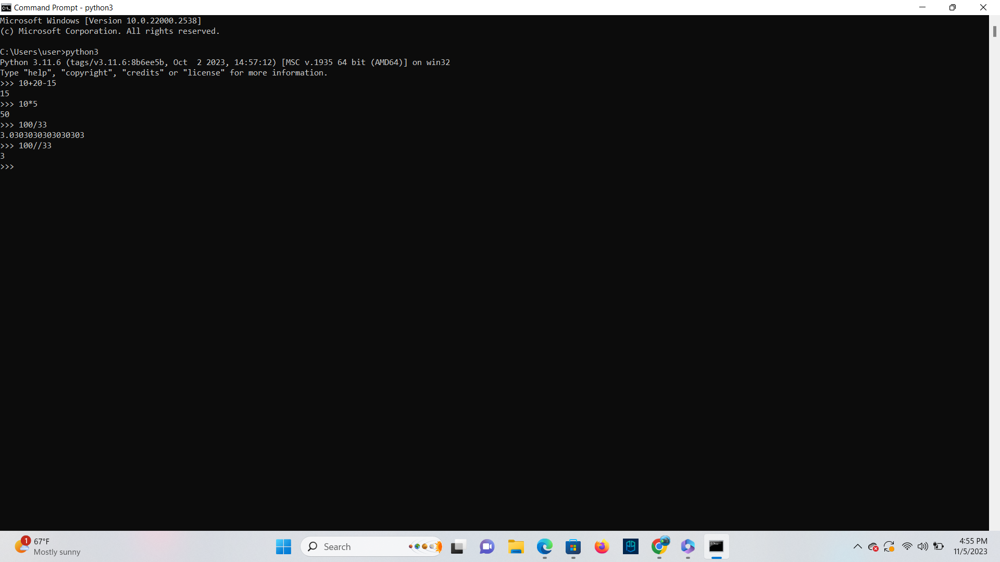 Command Prompt - python3
Microsoft Windows [Version 10.0.22000.2538]
(c) Microsoft Corporation. All rights reserved.
C:\Users\user>python3
Python 3.11.6 (tags/v3.11.6:8b6ee5b, Oct  2 2023, 14:57:12) [MSC v.1935 64 bit (AMD64)] on win32
Type "help", "copyright", "credits" or "license" for more information.
>>> 10+20-15
15
>>> 10*5
50
>>> 100/33
3.0303030303030303
>>> 100//33
3
>>>
1
67°F
Mostly sunny
Search
4:55 PM
11/5/2023